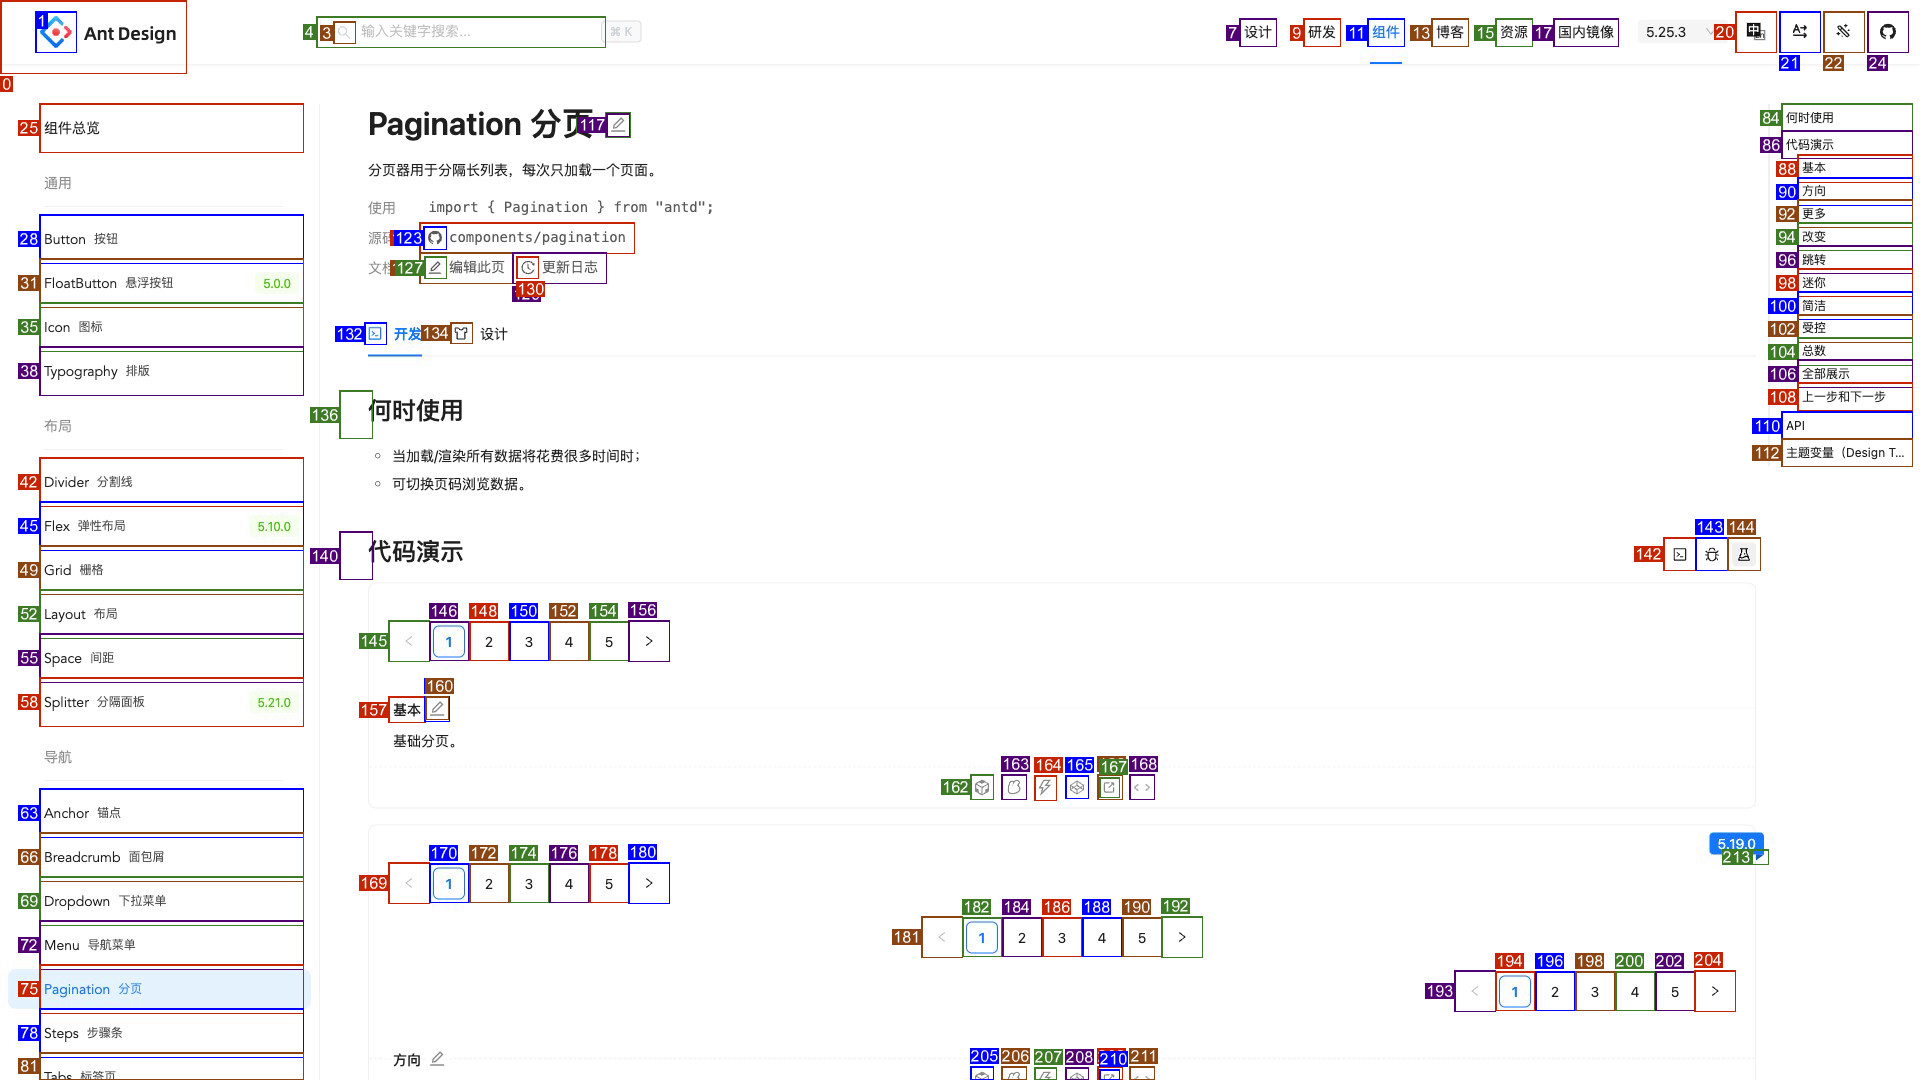 1 Ant Design
0
4 3 输入关键字搜索... ⌘ K
7 设计 9 研发 11 组件 13 博客 15 资源 17 国内镜像 5.25.3 20
21 22 24
25 组件总览
通用
28 Button 按钮
31 FloatButton 悬浮按钮 5.0.0
35 Icon 图标
38 Typography 排版
布局
42 Divider 分割线
45 Flex 弹性布局 5.10.0
49 Grid 栅格
52 Layout 布局
55 Space 间距
58 Splitter 分隔面板 5.21.0
导航
63 Anchor 锚点
66 Breadcrumb 面包屑
69 Dropdown 下拉菜单
72 Menu 导航菜单
75 Pagination 分页
78 Steps 步骤条
81 Tabs 标签页
Pagination 分页 117
分页器用于分隔长列表，每次只加载一个页面。
使用 import { Pagination } from "antd";
源码 123 components/pagination
文档 127 编辑此页 更新日志
130
132 开发 134 设计
136 何时使用
当加载/渲染所有数据将花费很多时间时；
可切换页码浏览数据。
140 代码演示
142 143 144
146 148 150 152 154 156
145 < 1 2 3 4 5 >
160
157 基本
基础分页。
162 163 164 165 167 168
5.19.0
213
170 172 174 176 178 180
169 < 1 2 3 4 5 >
182 184 186 188 190 192
181 < 1 2 3 4 5 >
194 196 198 200 202 204
193 < 1 2 3 4 5 >
方向
205 206 207 208 210 211
84 何时使用
86 代码演示
88 基本
90 方向
92 更多
94 改变
96 跳转
98 迷你
100 简洁
102 受控
104 总数
106 全部展示
108 上一步和下一步
110 API
112 主题变量（Design T...